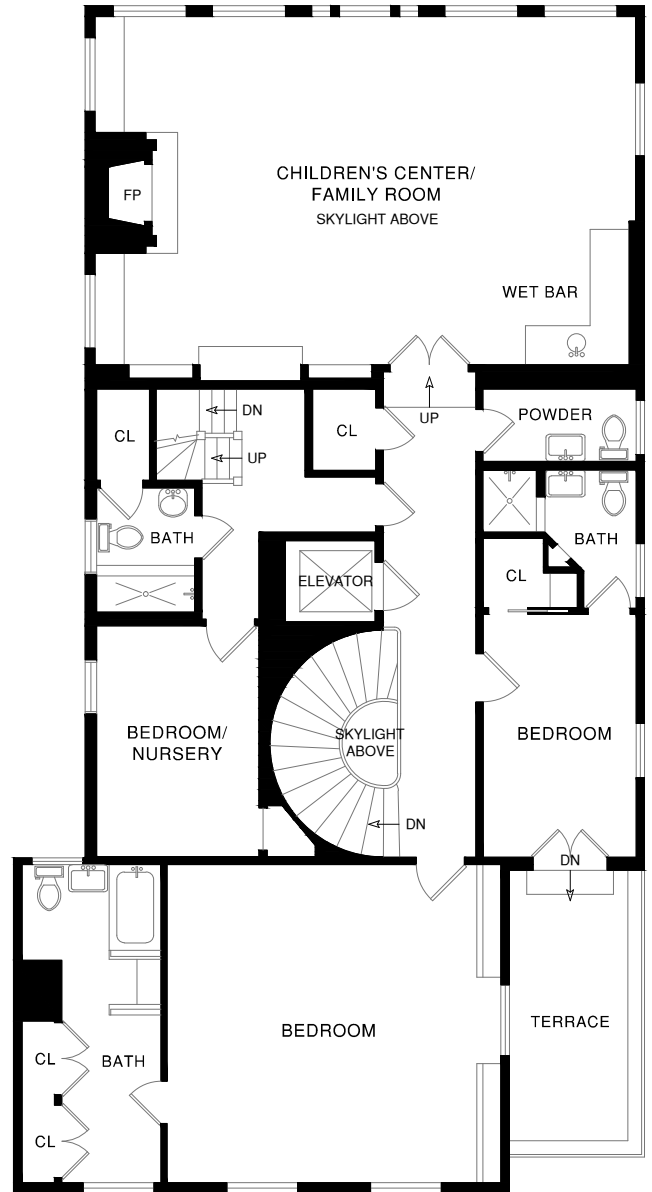 CHILDREN'S CENTER/
FAMILY ROOM
SKYLIGHT ABOVE
FP
WET BAR
DN
UP
CL
UP
CL
POWDER
BATH
BATH
CL
ELEVATOR
BEDROOM/
NURSERY
SKYLIGHT
ABOVE
BEDROOM
DN
DN
BEDROOM
TERRACE
CL
BATH
CL